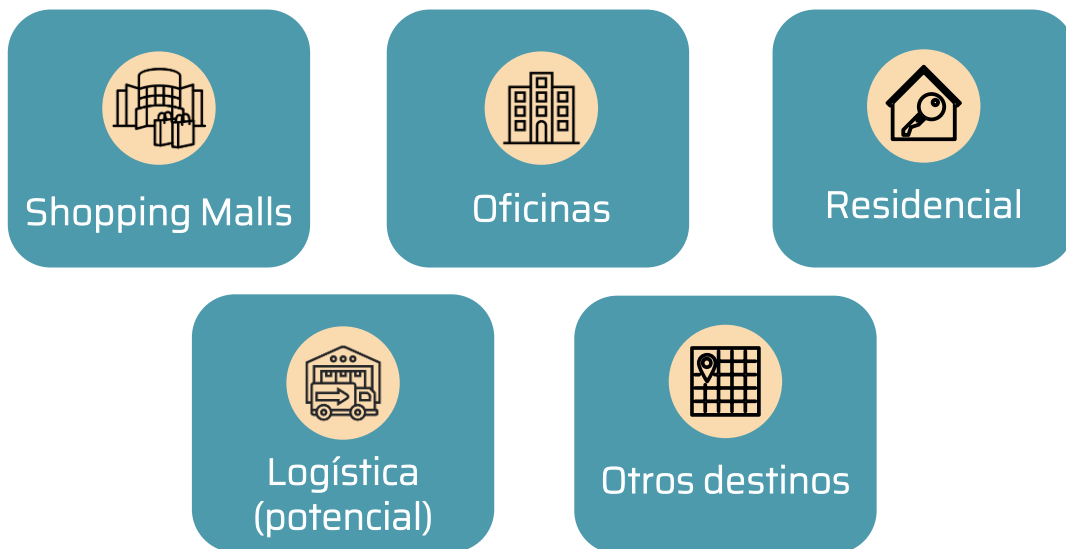 Shopping Malls
Oficinas
Residencial
Logística
(potencial)
Otros destinos